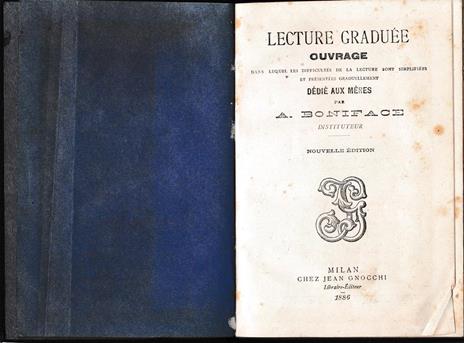 LECTURE GRADUÉE
OUVRAGE
DANS LEQUEL LES DIFFICULTÉS DE LA LECTURE SONT SIMPLIFIÉES
ET PRÉSENTÉES GRADUELLEMENT
DÉDIÉ AUX MÈRES
PAR
A. BONIFACE
INSTITUTEUR
NOUVELLE ÉDITION
MILAN
CHEZ JEAN GNOCCHI
Libraire-Éditeur
1886